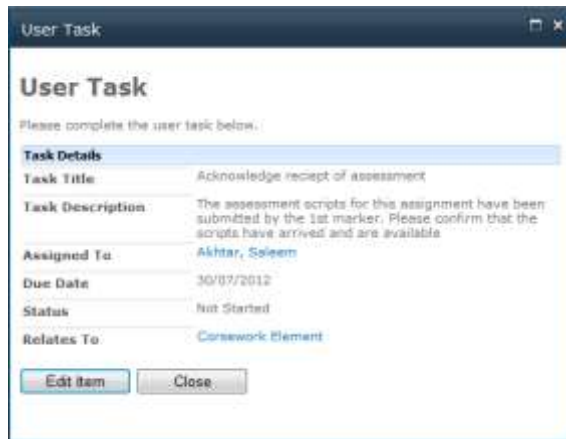 User Task
User Task
Please complete the user task below.
Task Details
Task Title Acknowledge reciept of assessment
Task Description The assessment scripts for this assignment have been
submitted by the 1st marker. Please confirm that the
scripts have arrived and are available
Assigned To Akhtar, Saleem
Due Date 30/07/2012
Status Not Started
Relates To Corsework Element
Edit Item Close